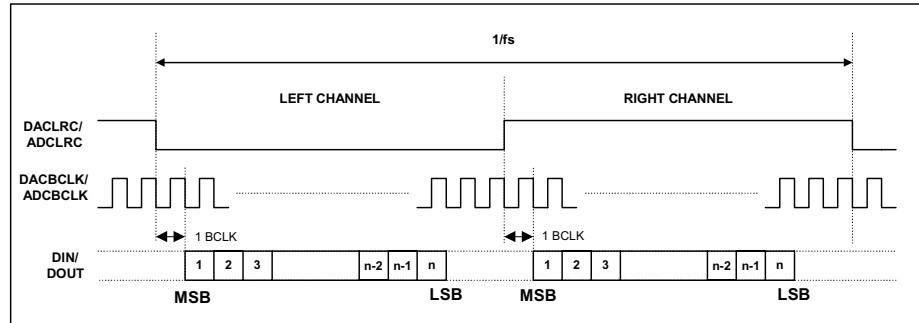 1/fs
LEFT CHANNEL
RIGHT CHANNEL
DACLRC/
ADCLRC
DACBCLK/
ADCBCLK
1 BCLK
1 BCLK
DIN/
DOUT
1 2 3 n-2 n-1 n
1 2 3 n-2 n-1 n
MSB
LSB
MSB
LSB